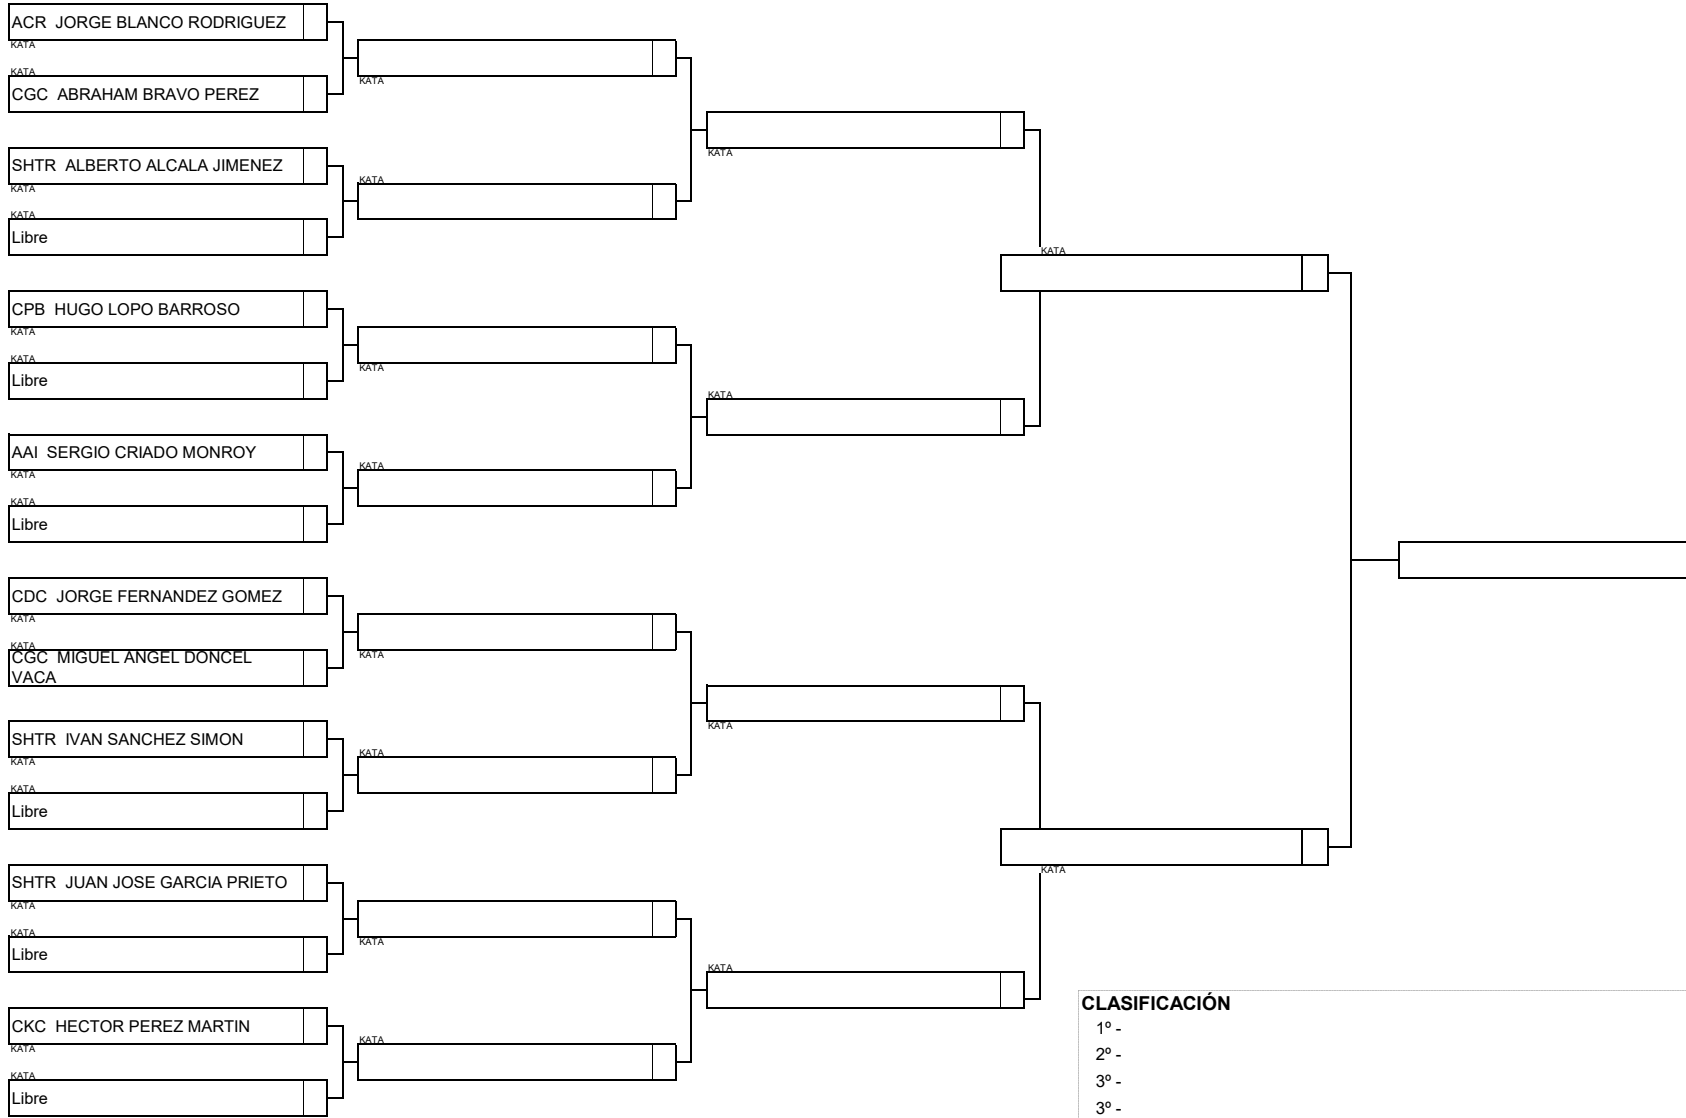 ACR  JORGE BLANCO RODRIGUEZ
KATA
KATA
CGC  ABRAHAM BRAVO PEREZ
SHTR  ALBERTO ALCALA JIMENEZ
KATA
KATA
Libre
CPB  HUGO LOPO BARROSO
KATA
KATA
Libre
AAI  SERGIO CRIADO MONROY
KATA
KATA
Libre
CDC  JORGE FERNANDEZ GOMEZ
KATA
KATA
CGC  MIGUEL ANGEL DONCEL
VACA
SHTR  IVAN SANCHEZ SIMON
KATA
KATA
Libre
SHTR  JUAN JOSE GARCIA PRIETO
KATA
KATA
Libre
CKC  HECTOR PEREZ MARTIN
KATA
KATA
Libre
KATA
KATA
KATA
KATA
KATA
KATA
KATA
KATA
KATA
KATA
KATA
KATA
KATA
KATA
CLASIFICACIÓN
1º -
2º -
3º -
3º -